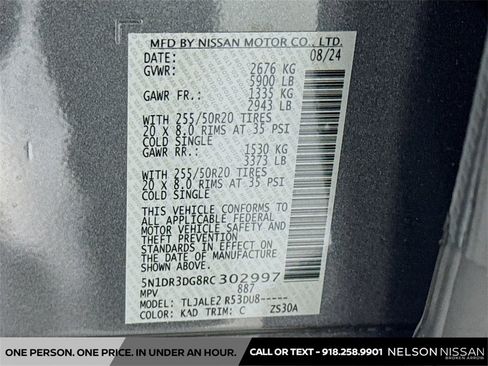 MFD BY NISSAN MOTOR CO., LTD.
DATE: 08/24
GVWR: 2676 KG
5900 LB
GAWR FR.: 1335 KG
2943 LB
WITH 255/50R20 TIRES
20 X 8.0 RIMS AT 35 PSI
COLD SINGLE
GAWR RR.: 1530 KG
3373 LB
WITH 255/50R20 TIRES
20 X 8.0 RIMS AT 35 PSI
COLD SINGLE
THIS VEHICLE CONFORMS TO
ALL APPLICABLE FEDERAL
MOTOR VEHICLE SAFETY AND
THEFT PREVENTION
STANDARDS IN EFFECT ON THE
DATE OF MANUFACTURE
SHOWN ABOVE.
5N1DR3DG8RC302997
MPV 887
TLJALE2 R53DU8-----
COLOR: KAD TRIM: C ZS30A
ONE PERSON. ONE PRICE. IN UNDER AN HOUR. CALL OR TEXT - 918.258.9901 NELSON NISSAN
BROKEN ARROW